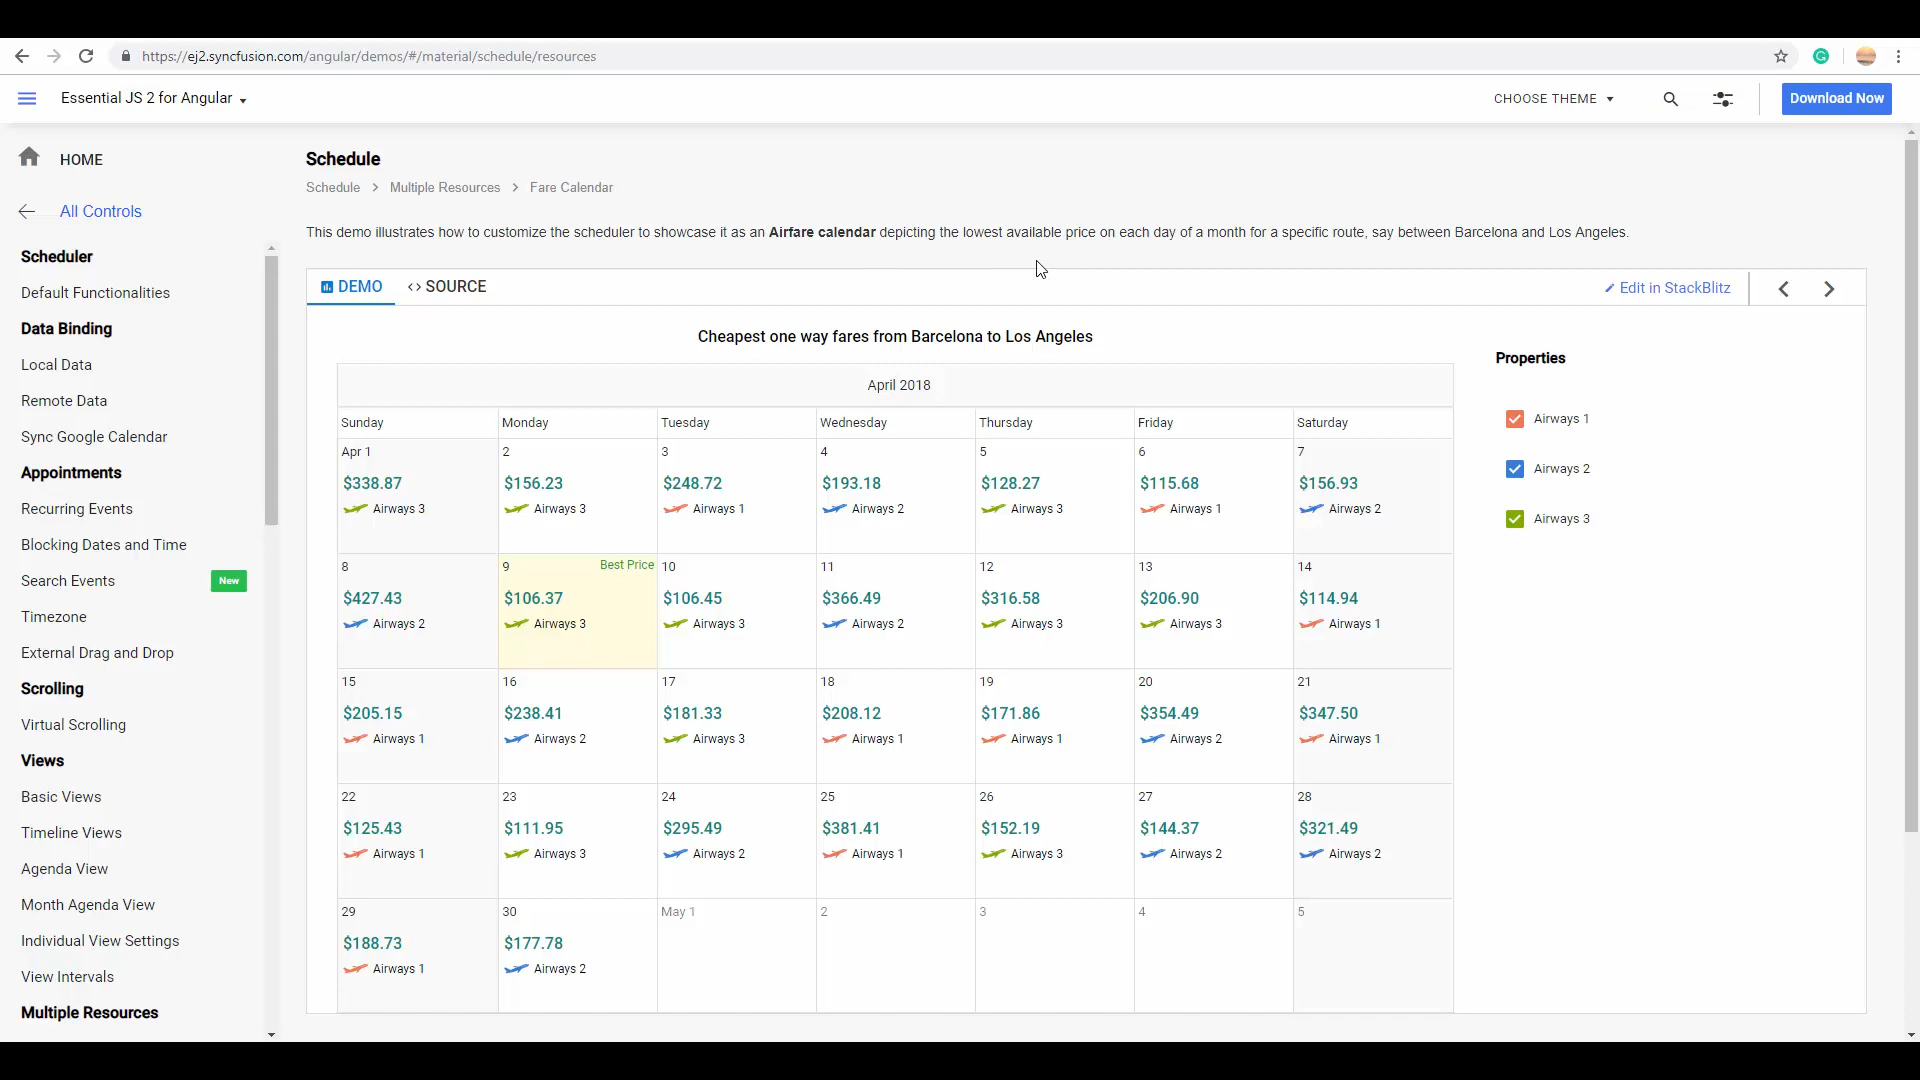 https://ej2.syncfusion.com/angular/demos/#/material/schedule/resources
Essential JS 2 for Angular
CHOOSE THEME
Download Now
HOME
All Controls
Scheduler
Default Functionalities
Data Binding
Local Data
Remote Data
Sync Google Calendar
Appointments
Recurring Events
Blocking Dates and Time
Search Events New
Timezone
External Drag and Drop
Scrolling
Virtual Scrolling
Views
Basic Views
Timeline Views
Agenda View
Month Agenda View
Individual View Settings
View Intervals
Multiple Resources
Schedule
Schedule > Multiple Resources > Fare Calendar
This demo illustrates how to customize the scheduler to showcase it as an Airfare calendar depicting the lowest available price on each day of a month for a specific route, say between Barcelona and Los Angeles.
DEMO <> SOURCE Edit in StackBlitz
Cheapest one way fares from Barcelona to Los Angeles
April 2018
Sunday Monday Tuesday Wednesday Thursday Friday Saturday
Apr 1 2 3 4 5 6 7
$338.87 $156.23 $248.72 $193.18 $128.27 $115.68 $156.93
Airways 3 Airways 3 Airways 1 Airways 2 Airways 3 Airways 1 Airways 2
8 9 Best Price 10 11 12 13 14
$427.43 $106.37 $106.45 $366.49 $316.58 $206.90 $114.94
Airways 2 Airways 3 Airways 3 Airways 2 Airways 3 Airways 3 Airways 1
15 16 17 18 19 20 21
$205.15 $238.41 $181.33 $208.12 $171.86 $354.49 $347.50
Airways 1 Airways 2 Airways 3 Airways 1 Airways 1 Airways 2 Airways 1
22 23 24 25 26 27 28
$125.43 $111.95 $295.49 $381.41 $152.19 $144.37 $321.49
Airways 1 Airways 3 Airways 2 Airways 1 Airways 3 Airways 2 Airways 2
29 30 May 1 2 3 4 5
$188.73 $177.78
Airways 1 Airways 2
Properties
Airways 1
Airways 2
Airways 3